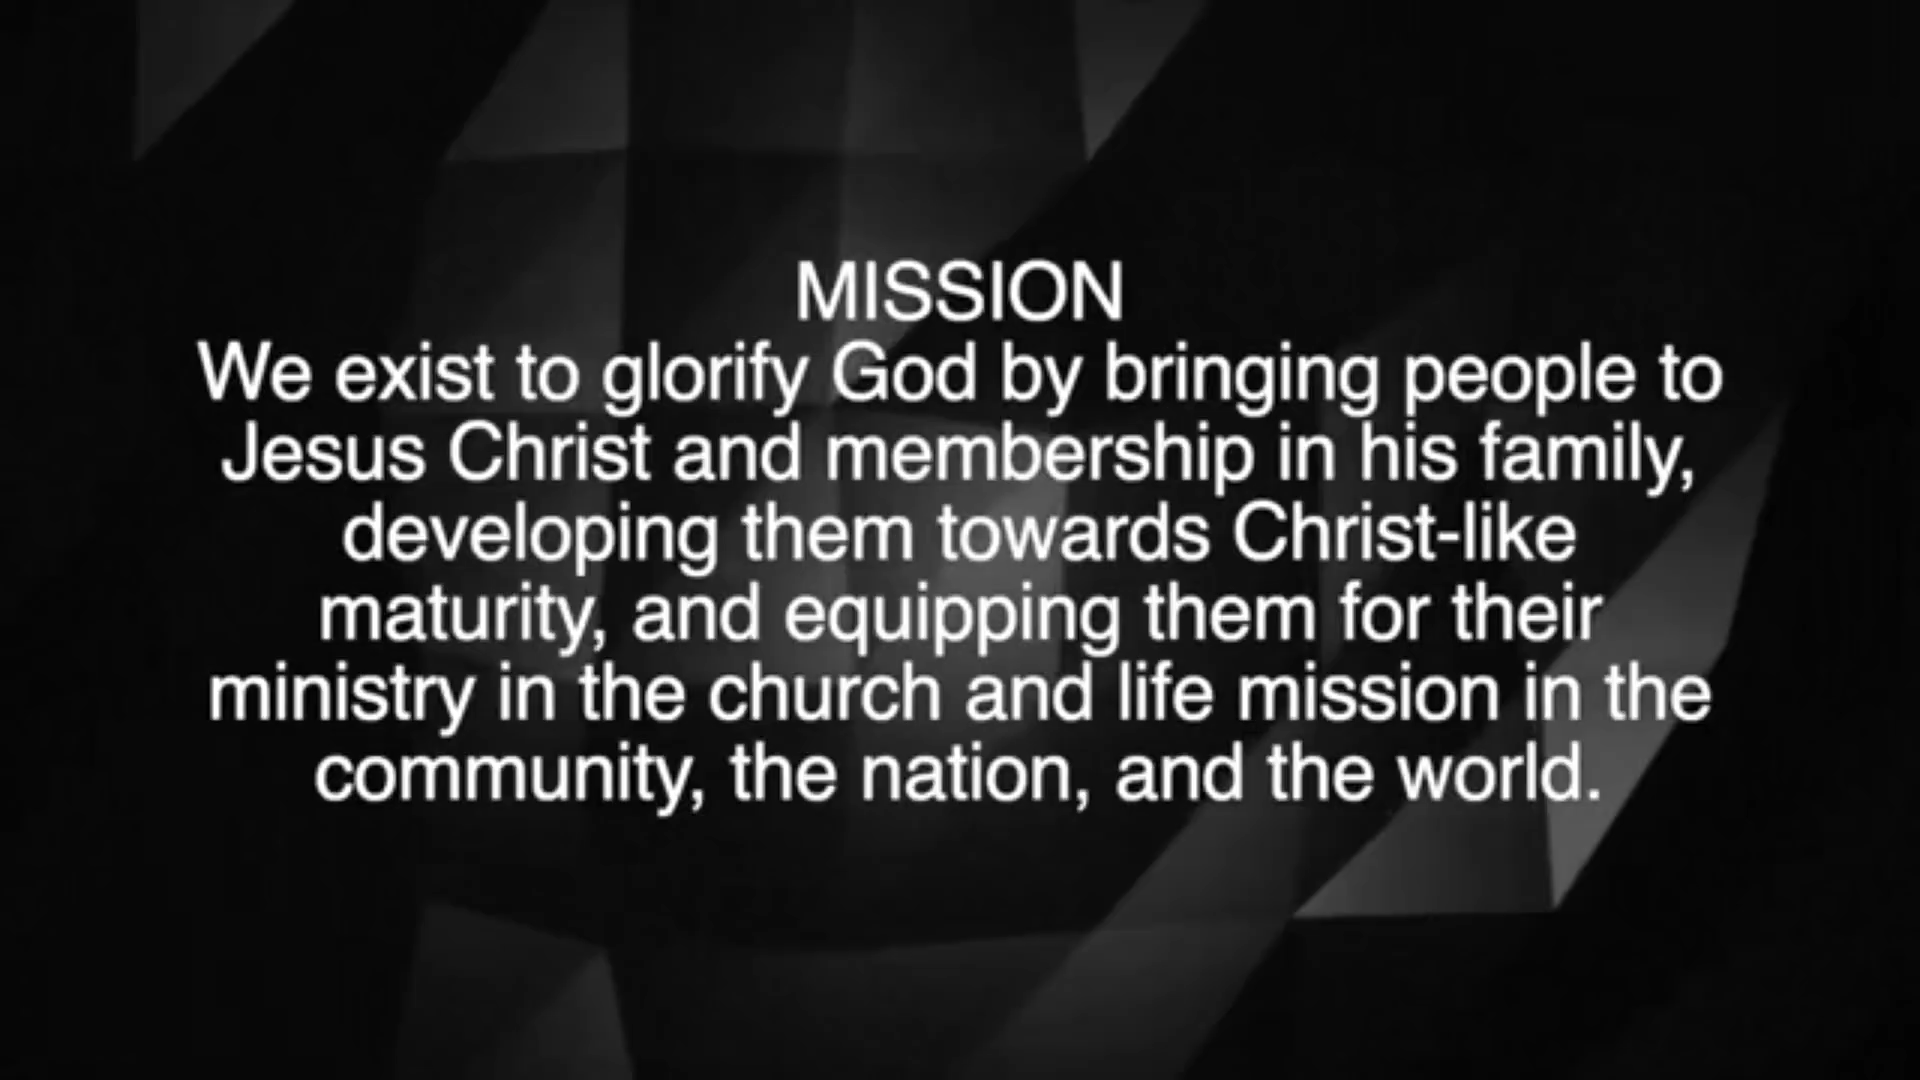 MISSION
We exist to glorify God by bringing people to
Jesus Christ and membership in his family,
developing them towards Christ-like
maturity, and equipping them for their
ministry in the church and life mission in the
community, the nation, and the world.